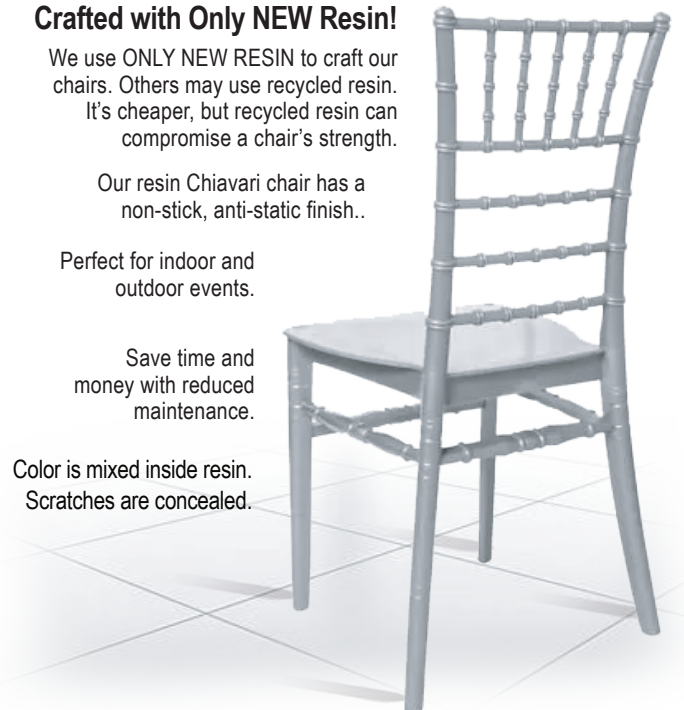 Crafted with Only NEW Resin!
We use ONLY NEW RESIN to craft our
chairs. Others may use recycled resin.
It’s cheaper, but recycled resin can
compromise a chair’s strength.
Our resin Chiavari chair has a
non-stick, anti-static finish..
Perfect for indoor and
outdoor events.
Save time and
money with reduced
maintenance.
Color is mixed inside resin.
Scratches are concealed.